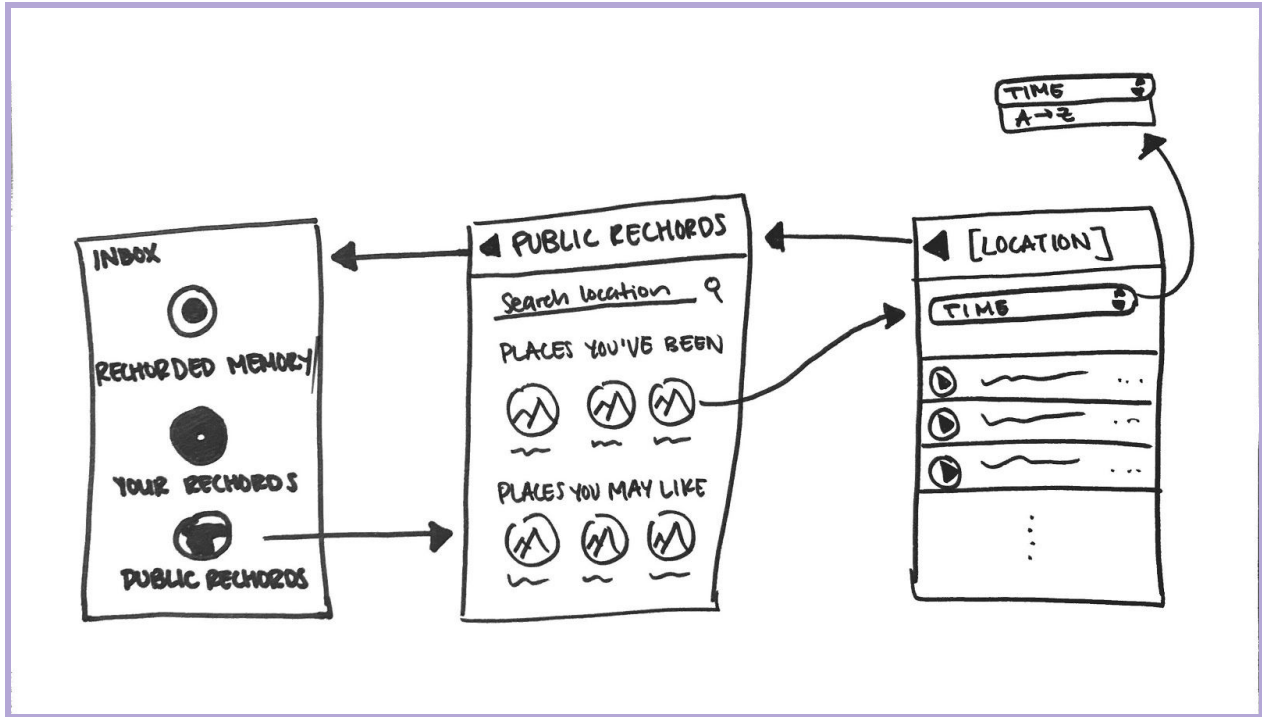 INBOX
RECHORDED MEMORY
YOUR RECHORDS
PUBLIC RECHORDS
PUBLIC RECHORDS
Search location
PLACES YOU'VE BEEN
PLACES YOU MAY LIKE
[LOCATION]
TIME
TIME
A→Z